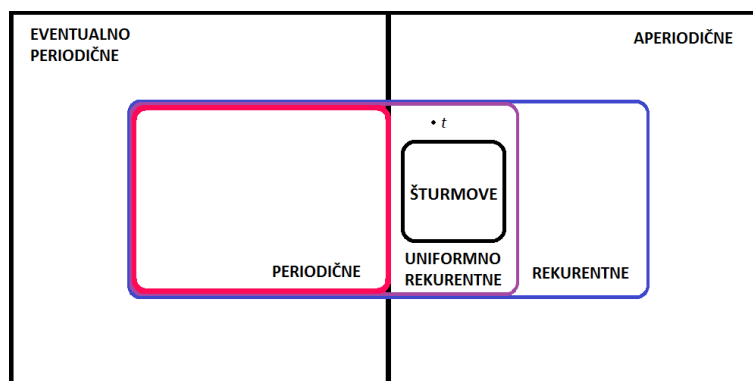 EVENTUALNO
PERIODIČNE
APERIODIČNE
t
ŠTURMOVE
PERIODIČNE
UNIFORMNO
REKURENTNE
REKURENTNE